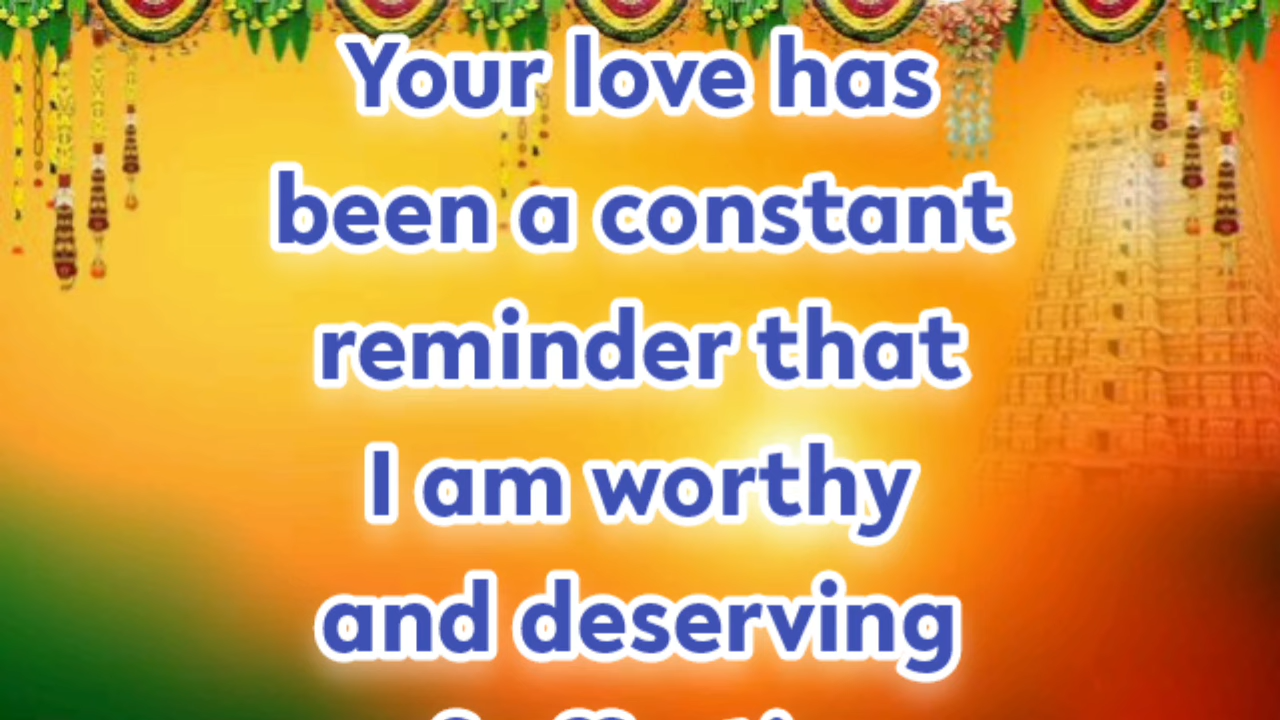 Your love has
been a constant
reminder that
I am worthy
and deserving